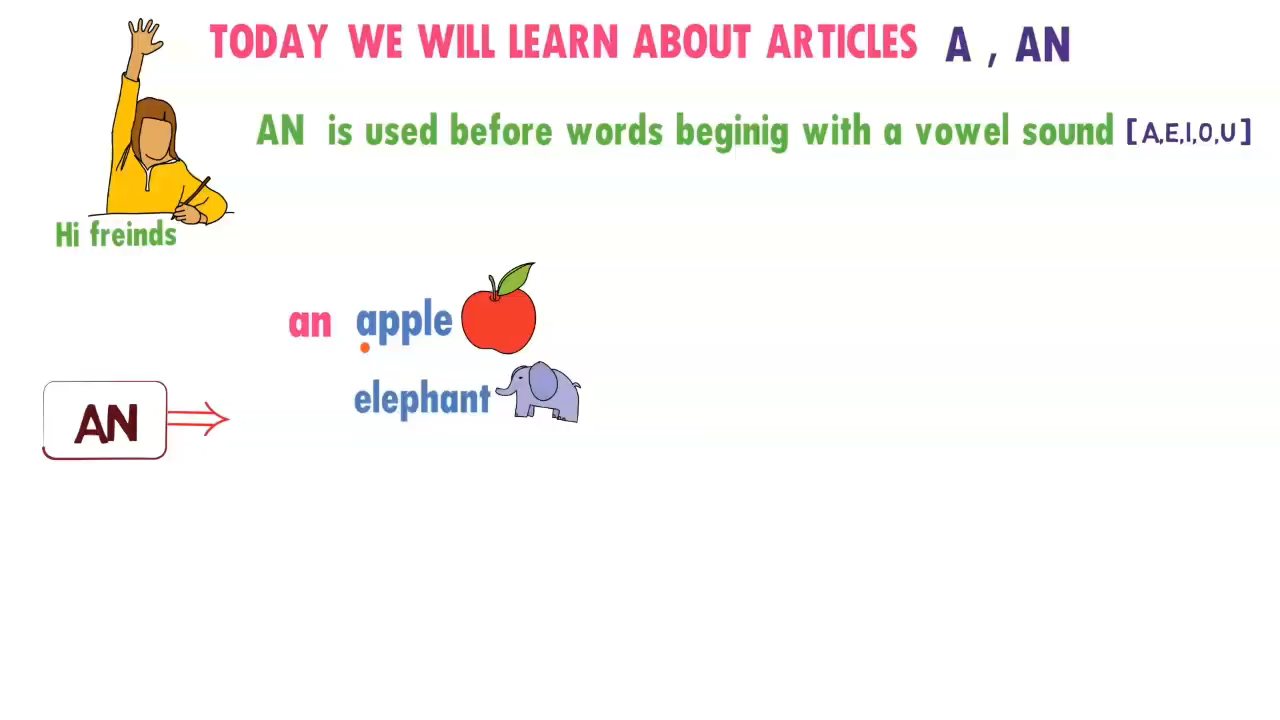 TODAY WE WILL LEARN ABOUT ARTICLES A , AN
AN is used before words beginig with a vowel sound [A,E,I,O,U]
Hi freinds
an apple
elephant
AN